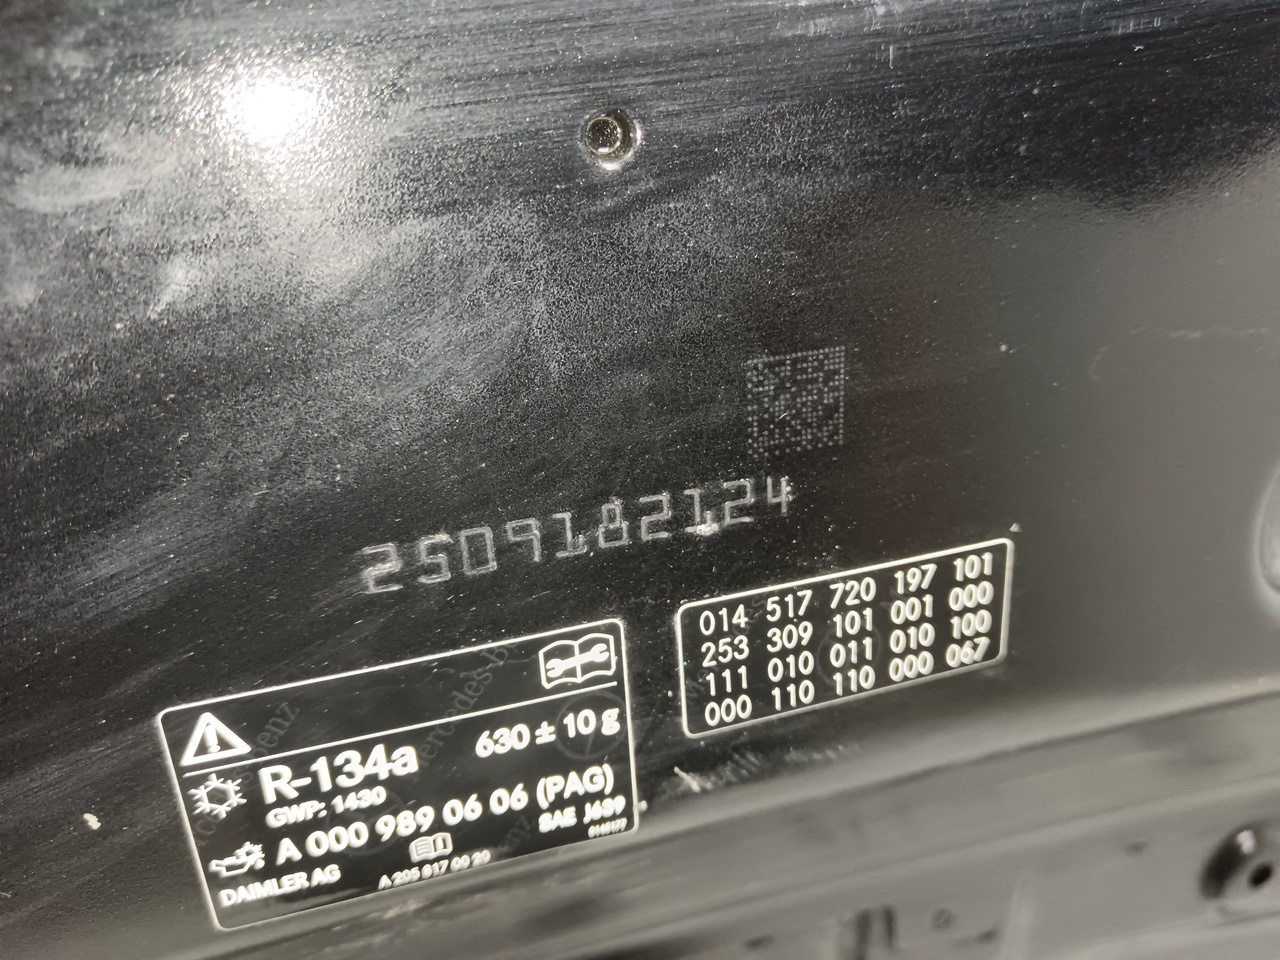 2509182124
014 517 720 197 101
253 309 101 001 000
111 010 011 010 100
000 110 110 000 067
R-134a 630 ± 10 g
GWP: 1430
A 000 989 06 06 (PAG)
SAE J639
DAIMLER AG
A 205 817 00 20